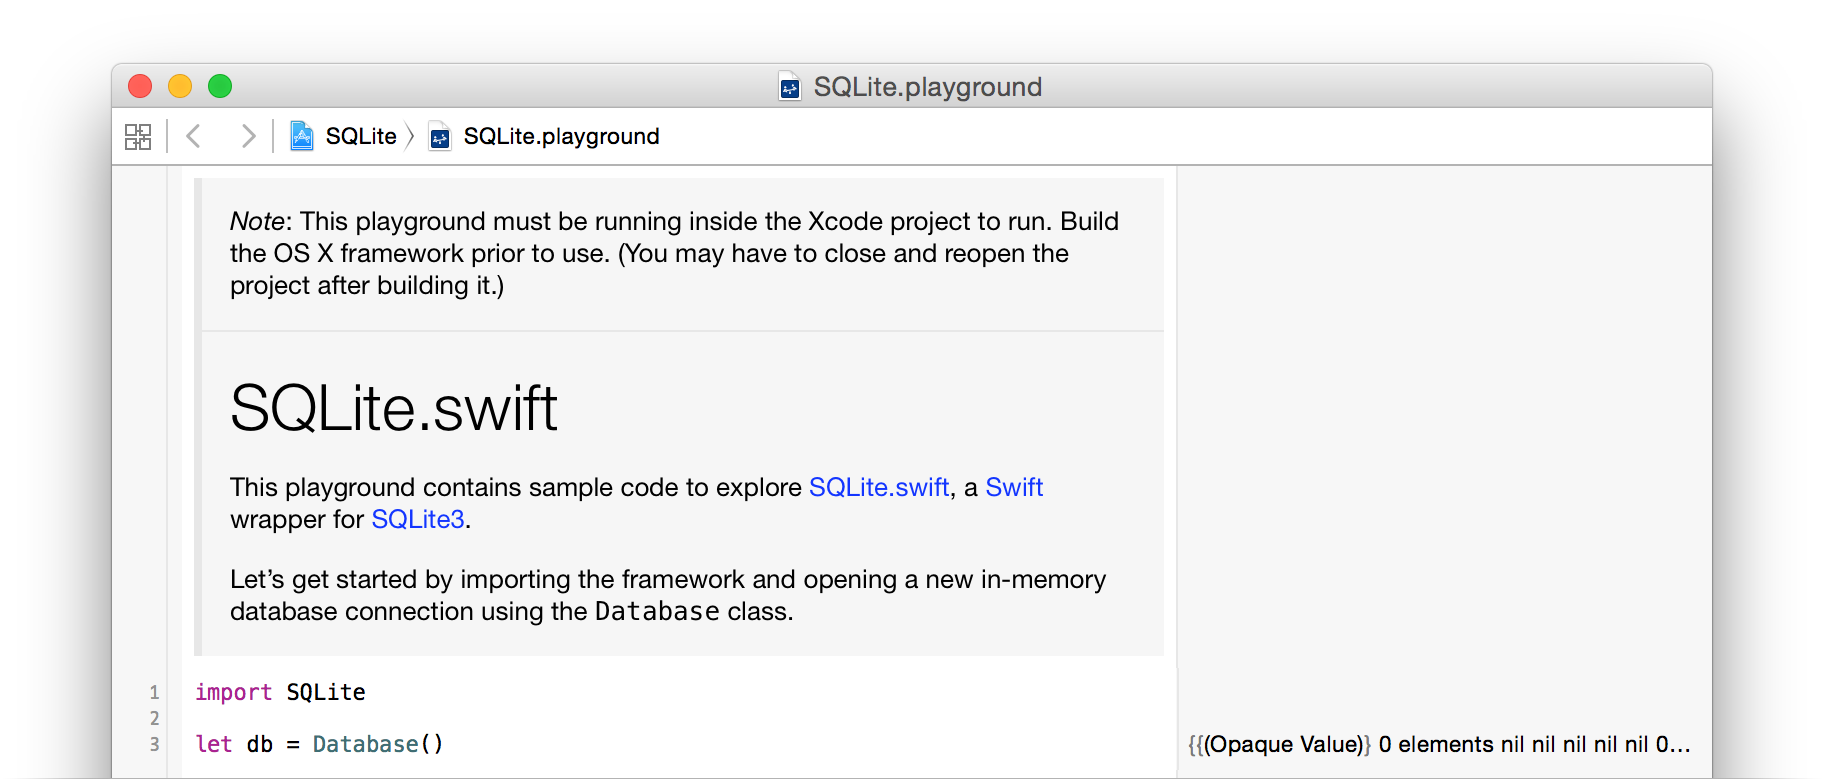 SQLite.playground
SQLite 〉 SQLite.playground
Note: This playground must be running inside the Xcode project to run. Build
the OS X framework prior to use. (You may have to close and reopen the
project after building it.)
SQLite.swift
This playground contains sample code to explore SQLite.swift, a Swift
wrapper for SQLite3.
Let’s get started by importing the framework and opening a new in-memory
database connection using the Database class.
1 import SQLite
2
3 let db = Database() {{(Opaque Value)} 0 elements nil nil nil nil nil 0...